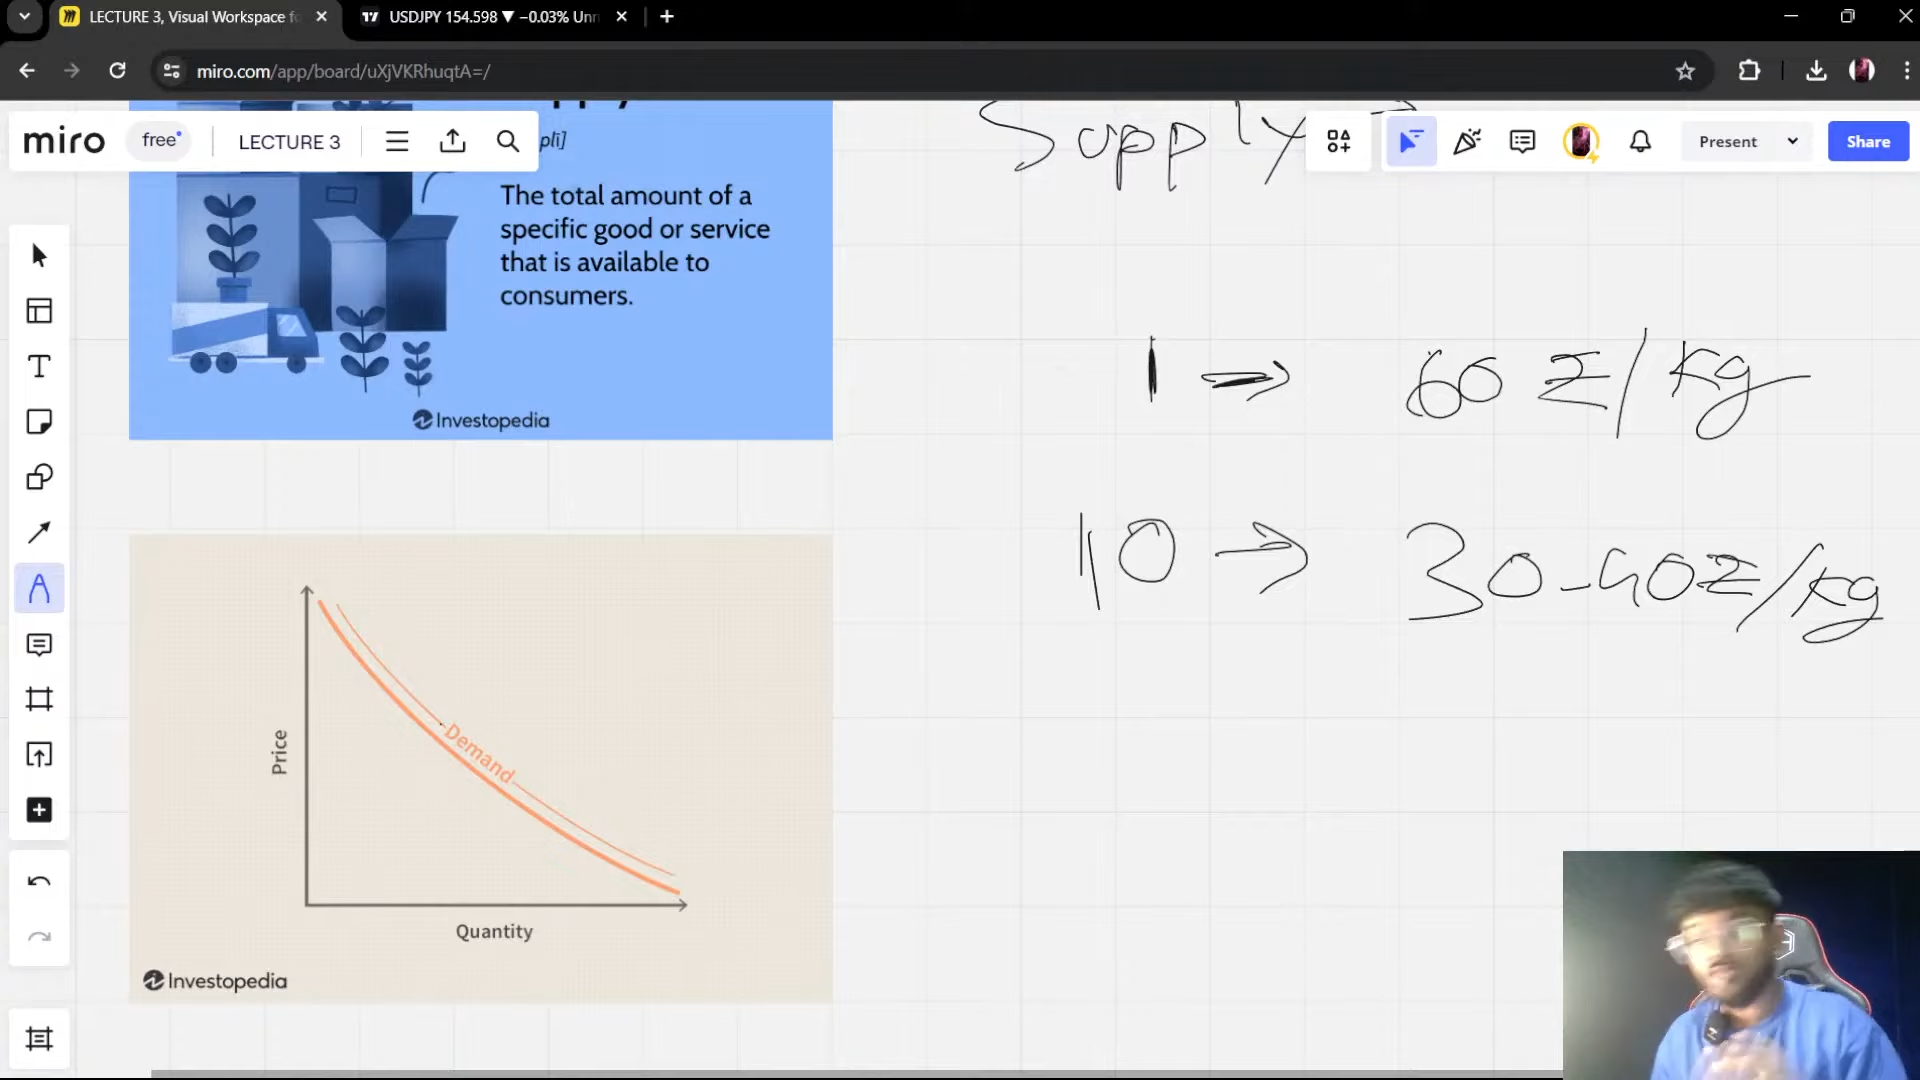 LECTURE 3, Visual Workspace fo
USDJPY 154.598 ▼ −0.03% Unn
miro.com/app/board/uXjVKRhuqtA=/
miro
free
LECTURE 3
Present
Share
pli]
The total amount of a
specific good or service
that is available to
consumers.
Investopedia
Supply
1 → 60 ₹/kg
10 → 30-40₹/kg
Price
Demand
Quantity
Investopedia